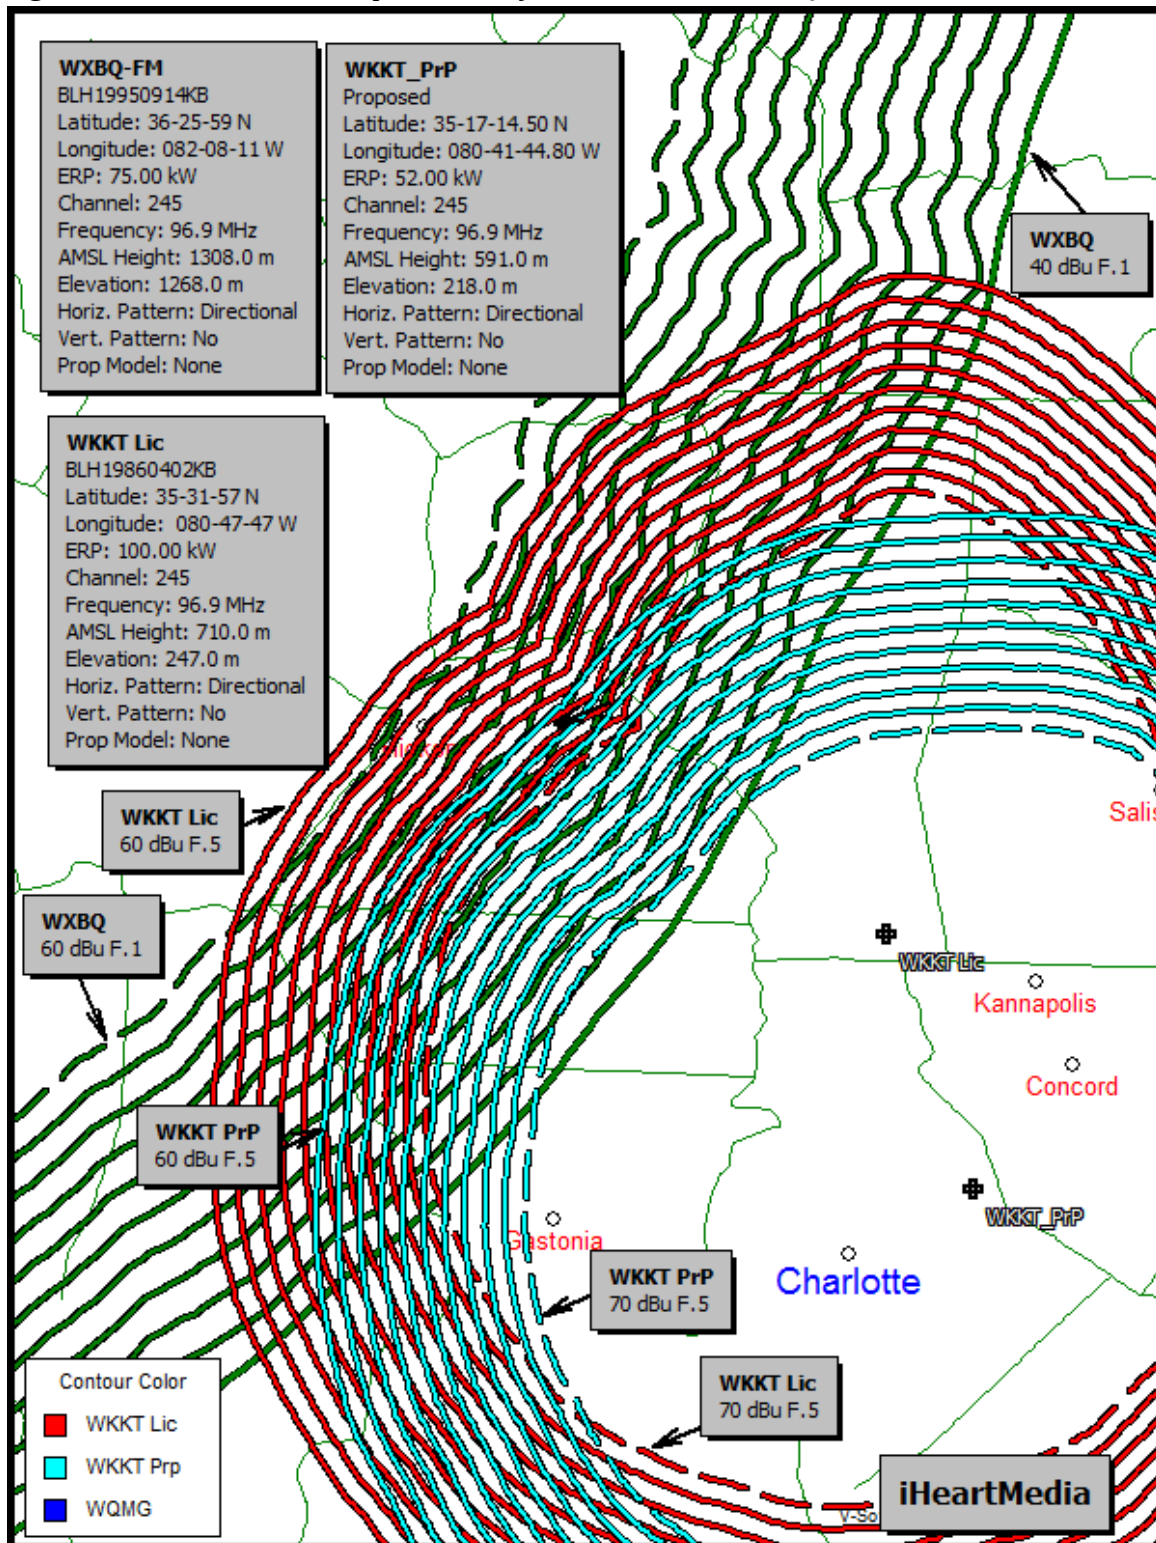 WXBQ-FM
BLH19950914KB
Latitude: 36-25-59 N
Longitude: 082-08-11 W
ERP: 75.00 kW
Channel: 245
Frequency: 96.9 MHz
AMSL Height: 1308.0 m
Elevation: 1268.0 m
Horiz. Pattern: Directional
Vert. Pattern: No
Prop Model: None
WKKT_PrP
Proposed
Latitude: 35-17-14.50 N
Longitude: 080-41-44.80 W
ERP: 52.00 kW
Channel: 245
Frequency: 96.9 MHz
AMSL Height: 591.0 m
Elevation: 218.0 m
Horiz. Pattern: Directional
Vert. Pattern: No
Prop Model: None
WXBQ
40 dBu F.1
WKKT Lic
BLH19860402KB
Latitude: 35-31-57 N
Longitude: 080-47-47 W
ERP: 100.00 kW
Channel: 245
Frequency: 96.9 MHz
AMSL Height: 710.0 m
Elevation: 247.0 m
Horiz. Pattern: Directional
Vert. Pattern: No
Prop Model: None
WKKT Lic
60 dBu F.5
Salis
WXBQ
60 dBu F.1
WKKT Lic
Kannapolis
Concord
WKKT PrP
60 dBu F.5
WKKT_PrP
Gastonia
Charlotte
WKKT PrP
70 dBu F.5
WKKT Lic
70 dBu F.5
Contour Color
WKKT Lic
WKKT Prp
WQMG
iHeartMedia
V-So